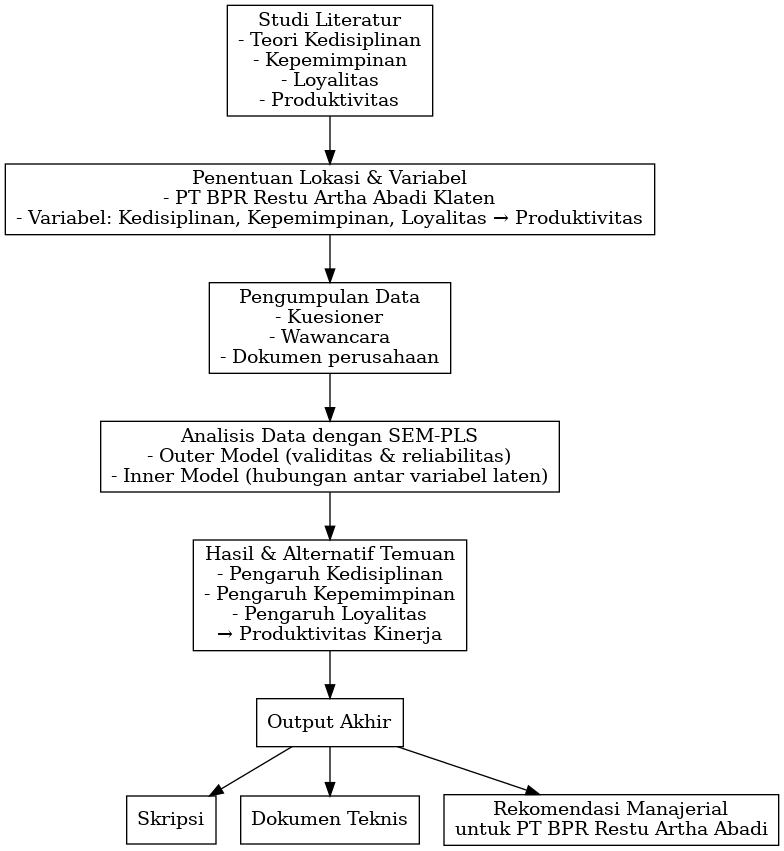 Studi Literatur
- Teori Kedisiplinan
- Kepemimpinan
- Loyalitas
- Produktivitas
Penentuan Lokasi & Variabel
- PT BPR Restu Artha Abadi Klaten
- Variabel: Kedisiplinan, Kepemimpinan, Loyalitas → Produktivitas
Pengumpulan Data
- Kuesioner
- Wawancara
- Dokumen perusahaan
Analisis Data dengan SEM-PLS
- Outer Model (validitas & reliabilitas)
- Inner Model (hubungan antar variabel laten)
Hasil & Alternatif Temuan
- Pengaruh Kedisiplinan
- Pengaruh Kepemimpinan
- Pengaruh Loyalitas
→ Produktivitas Kinerja
Output Akhir
Skripsi
Dokumen Teknis
Rekomendasi Manajerial
untuk PT BPR Restu Artha Abadi